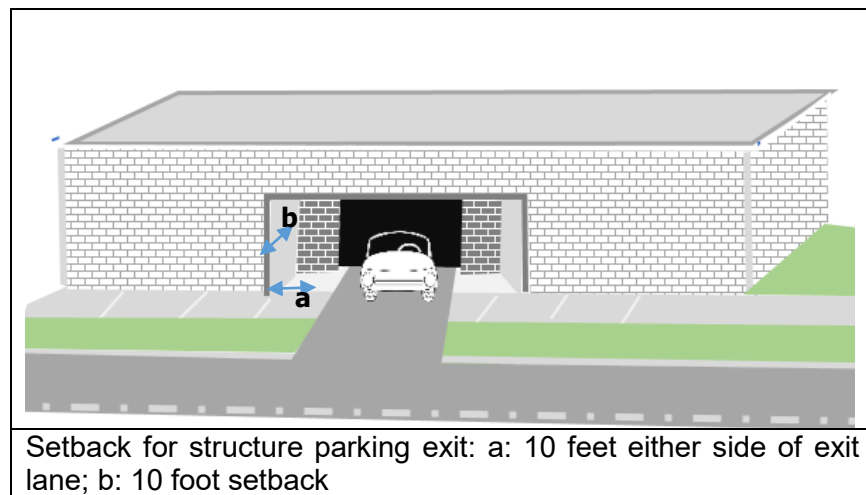 b
a
Setback for structure parking exit: a: 10 feet either side of exit
lane; b: 10 foot setback